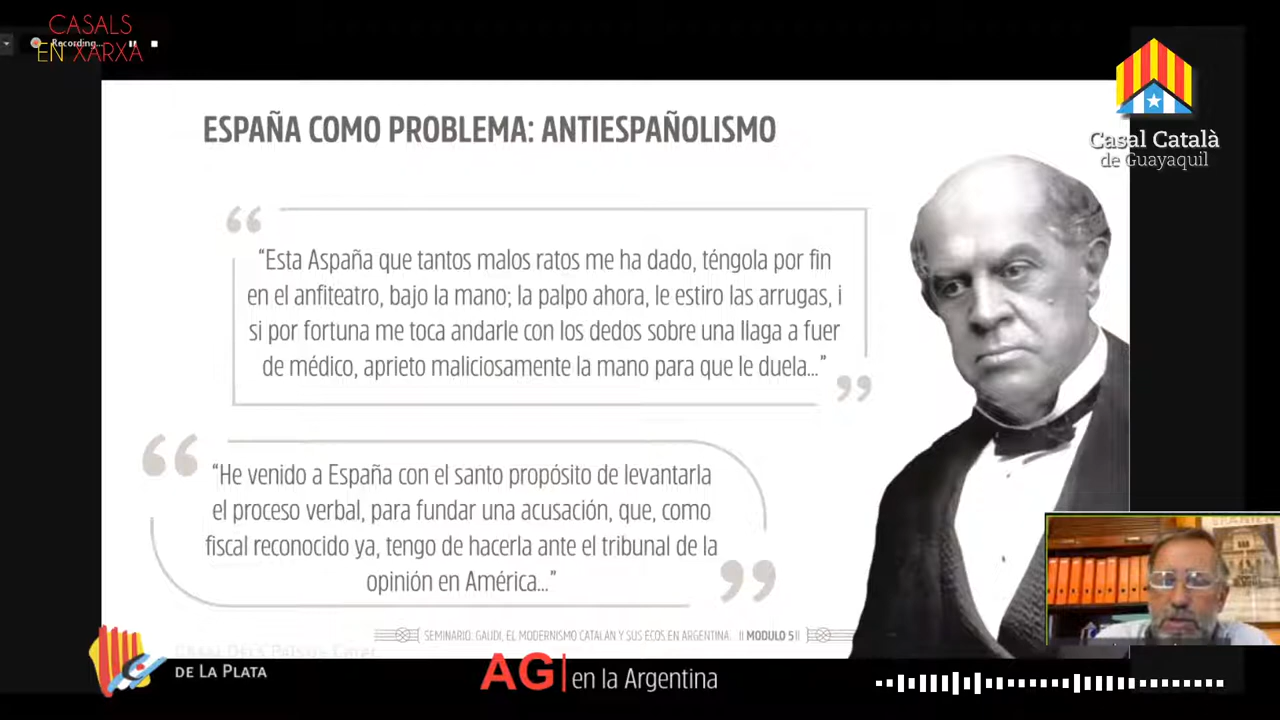 CASALS
EN XARXA
Recording...
Casal Català
de Guayaquil
ESPAÑA COMO PROBLEMA: ANTIESPAÑOLISMO
“Esta Aspaña que tantos malos ratos me ha dado, téngola por fin
en el anfiteatro, bajo la mano; la palpo ahora, le estiro las arrugas, i
si por fortuna me toca andarle con los dedos sobre una llaga a fuer
de médico, aprieto maliciosamente la mano para que le duela...”
“He venido a España con el santo propósito de levantarla
el proceso verbal, para fundar una acusación, que, como
fiscal reconocido ya, tengo de hacerla ante el tribunal de la
opinión en América...”
SEMINARIO: GAUDI, EL MODERNISMO CATALAN Y SUS ECOS EN ARGENTINA. || MODULO 5 ||
DE LA PLATA
AG| en la Argentina